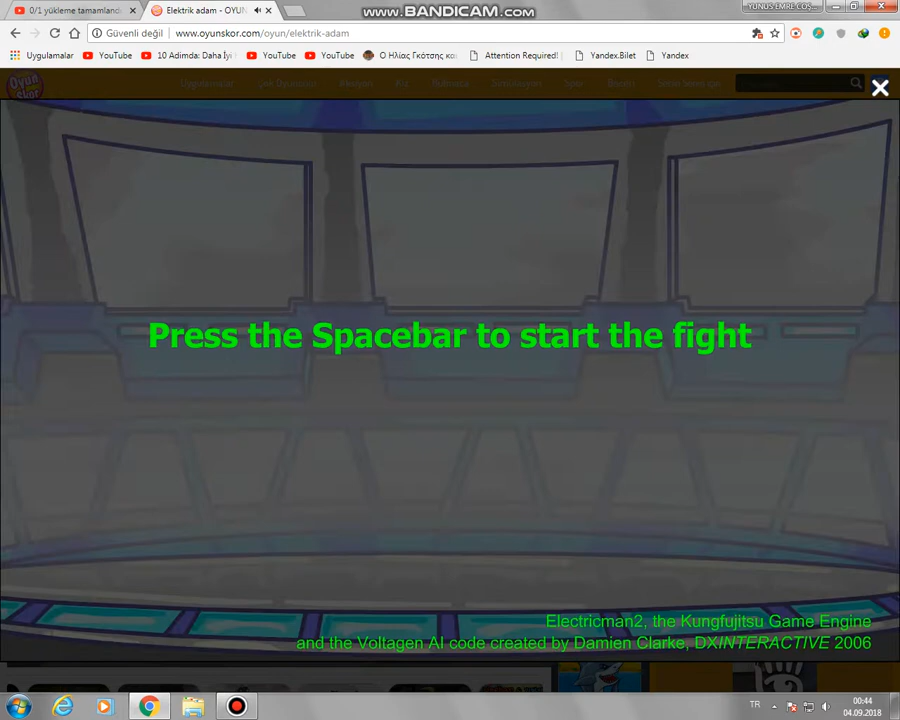 www.BANDICAM.com
0/1 yükleme tamamlandı
Elektrik adam - OYUN
YUNUS EMRE COŞ...
Güvenli değil
www.oyunskor.com/oyun/elektrik-adam
Uygulamalar
YouTube
10 Adimda: Daha İyi
YouTube
YouTube
Ο Ηλίας Γκότσης και
Attention Required! |
Yandex.Bilet
Yandex
Oyun
skor
Press the Spacebar to start the fight
Electricman2, the Kungfujitsu Game Engine
and the Voltagen AI code created by Damien Clarke, DXINTERACTIVE 2006
TR
00:44
04.09.2018